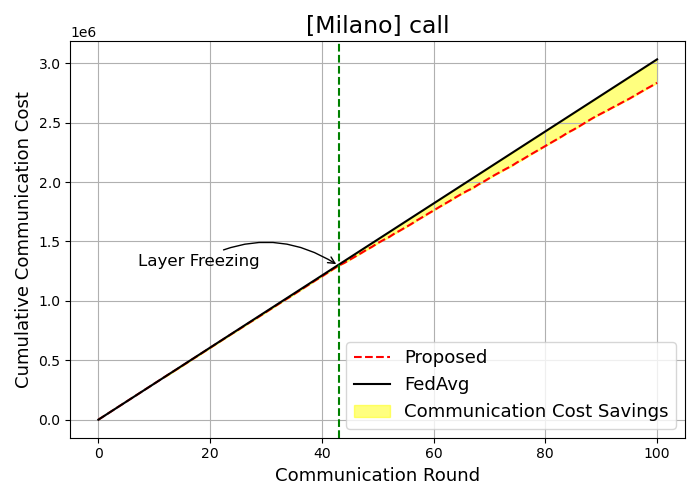 [Milano] call
1e6
3.0
2.5
2.0
1.5
1.0
0.5
0.0
Cumulative Communication Cost
Layer Freezing
Proposed
FedAvg
Communication Cost Savings
0 20 40 60 80 100
Communication Round